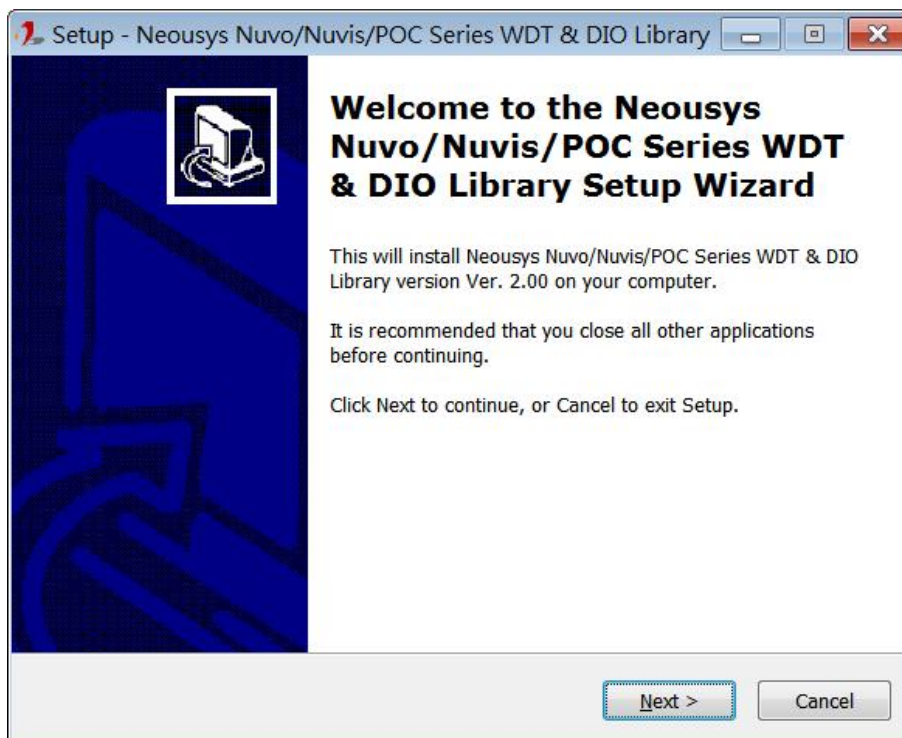 Setup - Neousys Nuvo/Nuvis/POC Series WDT & DIO Library
Welcome to the Neousys
Nuvo/Nuvis/POC Series WDT
& DIO Library Setup Wizard
This will install Neousys Nuvo/Nuvis/POC Series WDT & DIO
Library version Ver. 2.00 on your computer.
It is recommended that you close all other applications
before continuing.
Click Next to continue, or Cancel to exit Setup.
Next >
Cancel